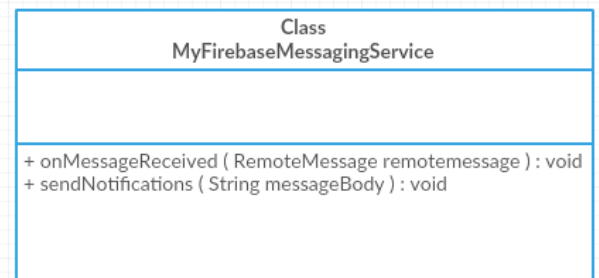 Class
MyFirebaseMessagingService
+ onMessageReceived ( RemoteMessage remotemessage ) : void
+ sendNotifications ( String messageBody ) : void